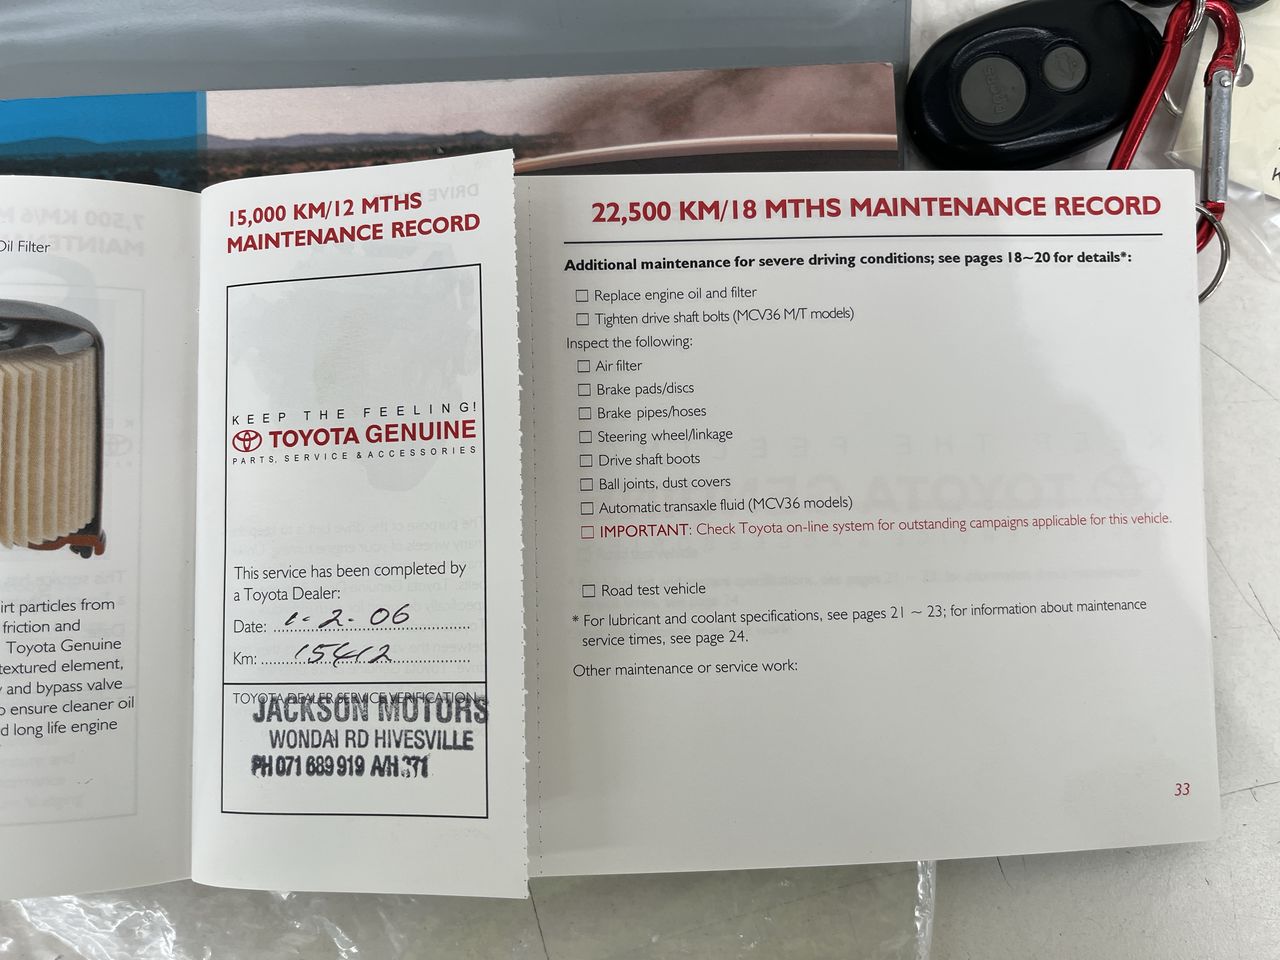 Oil Filter
irt particles from
friction and
Toyota Genuine
textured element,
and bypass valve
ensure cleaner oil
d long life engine
15,000 KM/12 MTHS
MAINTENANCE RECORD
KEEP THE FEELING!
TOYOTA GENUINE
PARTS, SERVICE & ACCESSORIES
This service has been completed by
a Toyota Dealer:
Date: 1-2-06
Km: 15412
TOYOTA DEALER SERVICE VERIFICATION
JACKSON MOTORS
WONDAI RD HIVESVILLE
PH 071 689 919 A/H 371
22,500 KM/18 MTHS MAINTENANCE RECORD
Additional maintenance for severe driving conditions; see pages 18~20 for details*:
Replace engine oil and filter
Tighten drive shaft bolts (MCV36 M/T models)
Inspect the following:
Air filter
Brake pads/discs
Brake pipes/hoses
Steering wheel/linkage
Drive shaft boots
Ball joints, dust covers
Automatic transaxle fluid (MCV36 models)
IMPORTANT: Check Toyota on-line system for outstanding campaigns applicable for this vehicle.
Road test vehicle
* For lubricant and coolant specifications, see pages 21 ~ 23; for information about maintenance
service times, see page 24.
Other maintenance or service work:
33